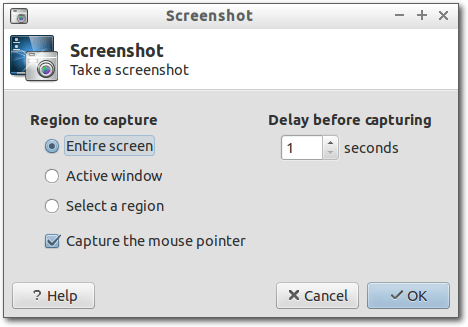 Screenshot
Screenshot
Take a screenshot
Region to capture
Entire screen
Active window
Select a region
Capture the mouse pointer
Delay before capturing
1 seconds
? Help
Cancel
OK